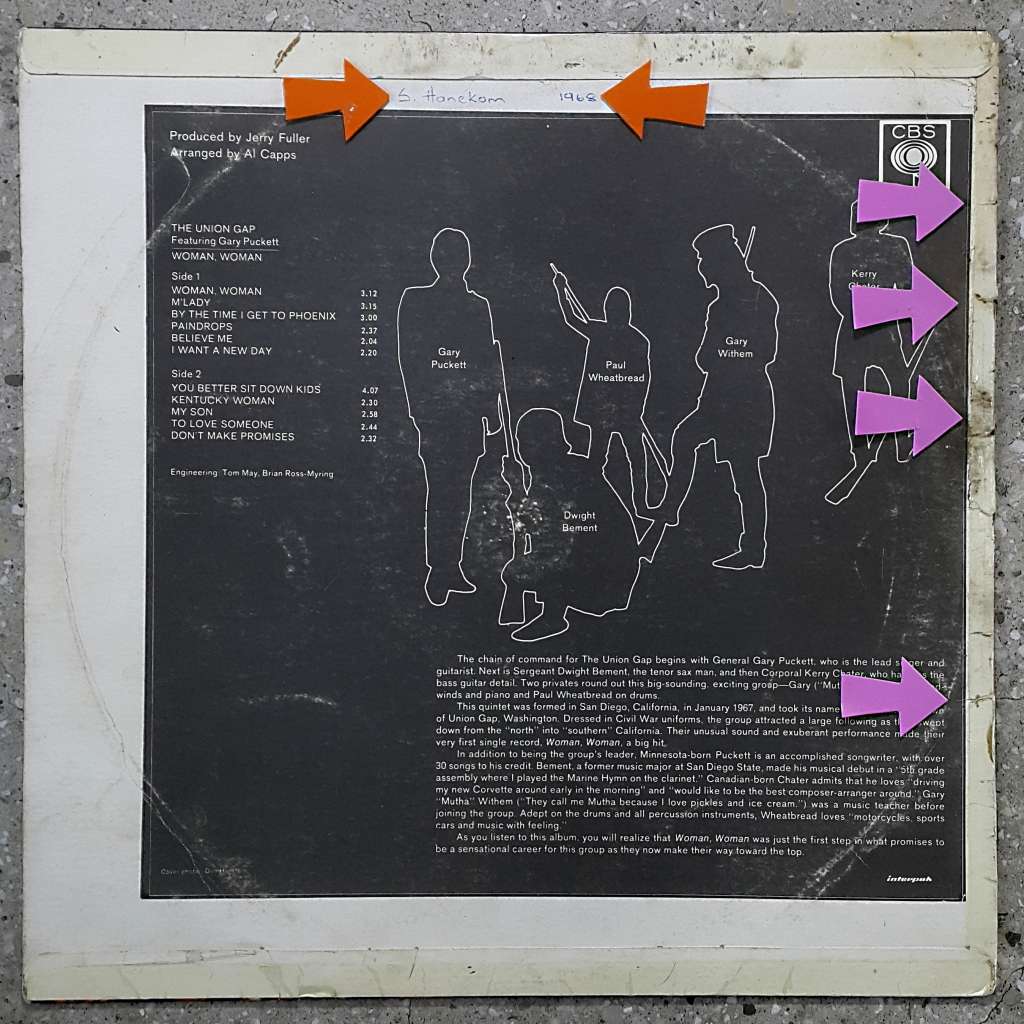 S. Hanekom 1968
Produced by Jerry Fuller
Arranged by Al Capps
CBS
THE UNION GAP
Featuring Gary Puckett
WOMAN, WOMAN
Side 1
WOMAN, WOMAN 3.12
M'LADY 3.15
BY THE TIME I GET TO PHOENIX 3.00
PAINDROPS 2.37
BELIEVE ME 2.04
I WANT A NEW DAY 2.20
Side 2
YOU BETTER SIT DOWN KIDS 4.07
KENTUCKY WOMAN 2.30
MY SON 2.58
TO LOVE SOMEONE 2.44
DON'T MAKE PROMISES 2.32
Engineering: Tom May, Brian Ross-Myring
Gary
Puckett
Paul
Wheatbread
Gary
Withem
Kerry
Chater
Dwight
Bement
The chain of command for The Union Gap begins with General Gary Puckett, who is the lead singer and
guitarist. Next is Sergeant Dwight Bement, the tenor sax man, and then Corporal Kerry Chater, who handles the
bass guitar detail. Two privates round out this big-sounding, exciting group—Gary ("Mut
winds and piano and Paul Wheatbread on drums.
This quintet was formed in San Diego, California, in January 1967, and took its name
of Union Gap, Washington. Dressed in Civil War uniforms, the group attracted a large following as they swept
down from the "north" into "southern" California. Their unusual sound and exuberant performance made their
very first single record, Woman, Woman, a big hit.
In addition to being the group's leader, Minnesota-born Puckett is an accomplished songwriter, with over
30 songs to his credit. Bement, a former music major at San Diego State, made his musical debut in a "5th grade
assembly where I played the Marine Hymn on the clarinet." Canadian-born Chater admits that he loves "driving
my new Corvette around early in the morning" and "would like to be the best composer-arranger around." Gary
"Mutha" Withem ("They call me Mutha because I love pickles and ice cream.") was a music teacher before
joining the group. Adept on the drums and all percussion instruments, Wheatbread loves "motorcycles, sports
cars and music with feeling."
As you listen to this album, you will realize that Woman, Woman was just the first step in what promises to
be a sensational career for this group as they now make their way toward the top.
Cover photo:
interpak